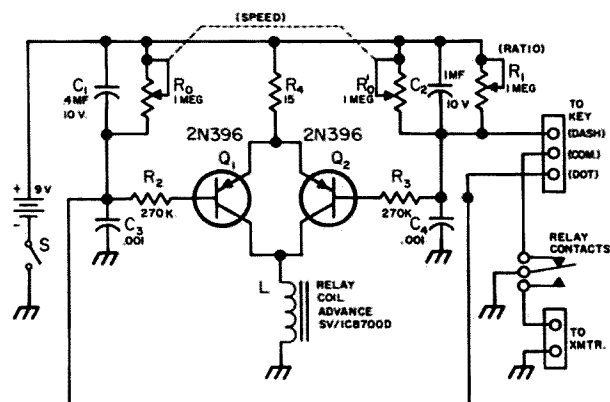 (SPEED)
(RATIO)
C1
.4MF
10 V.
R0
1 MEG
R4
15
R'0
1 MEG
C2
1MF
10 V
R1
1 MEG
TO
KEY
(DASH)
(COM.)
(DOT)
2N396
2N396
Q1
Q2
R2
270K
R3
270K
+
9V
-
S
C3
.001
C4
.001
L
RELAY
COIL
ADVANCE
SV/IC8700D
RELAY
CONTACTS
TO
XMTR.